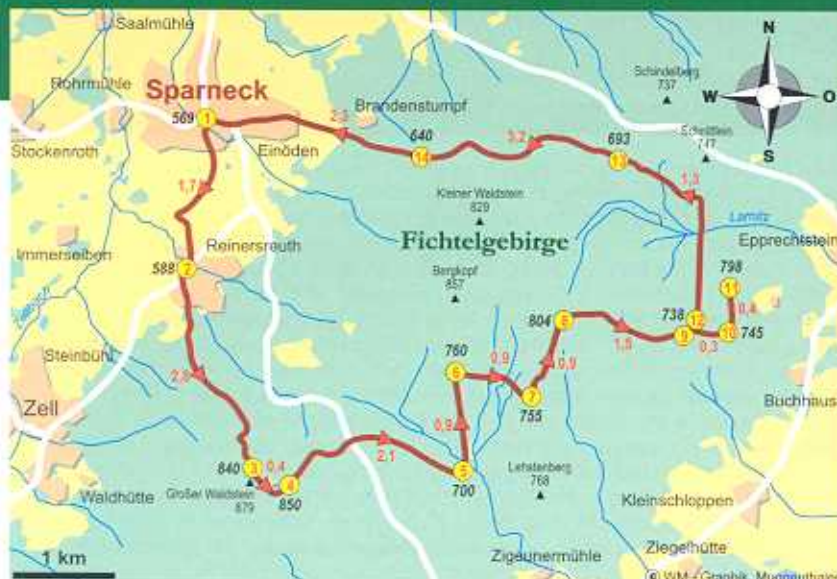 Saalmühle
N
Rohrmühle
Schindelberg
737
Sparneck
Brandenstumpf
W
O
569
1
2,3
640
3,2
693
Schnittlein
747
S
Stockenroth
Einöden
14
13
1,7
Kleiner Waldstein
829
1,3
Lamitz
Immerseiben
Reinersreuth
Fichtelgebirge
Epprechtstein
588
2
Bergkopf
857
798
11
804
8
738
12
0,4
9
10
745
Steinbühl
760
0,9
1,5
0,3
6
2,8
0,9
7
755
Zell
Buchhaus
0,9
840
3
0,4
2,1
5
Lehstenberg
768
Großer Waldstein
879
4
850
700
Waldhütte
Kleinschloppen
1 km
Zigeunermühle
Ziegelhütte
© WM - Graphik